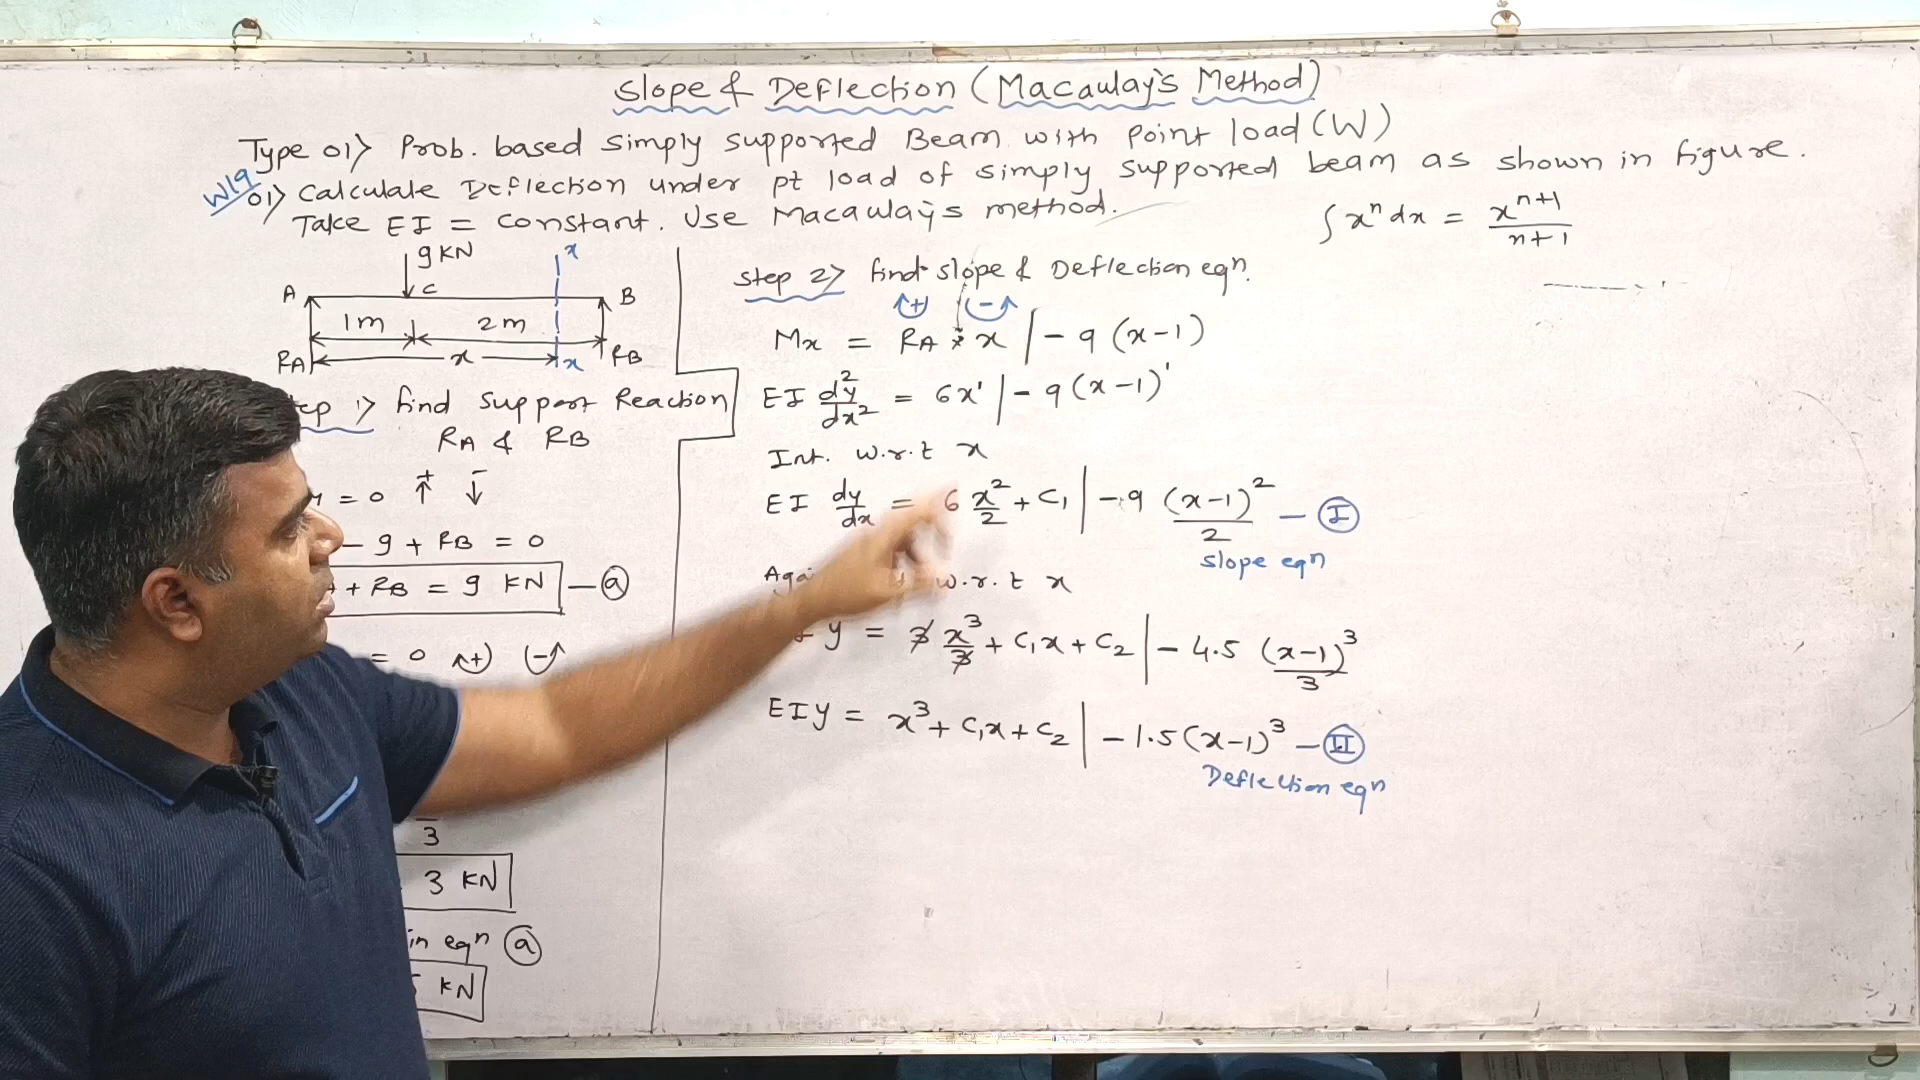 Slope & Deflection (Macaulay's Method)
Type 01> Prob. based simply supported Beam with point load (W)
W19
01> Calculate Deflection under pt load of simply supported beam as shown in figure.
Take EI = constant. Use Macaulay's method.
∫ xⁿ dx = xⁿ⁺¹ / n+1
9 KN
x
A C B
1m 2m
RA x x RB
1> find Support Reaction
RA & RB
= 0 +↑ -↓
- 9 + RB = 0
+ RB = 9 KN — (a)
= 0 (+) (-)
3
3 KN
in eqn (a)
KN
Step 2> find slope & Deflection eqn.
(+) (-)
Mx = RA × x | - 9 (x-1)
EI d²y/dx² = 6x¹ | - 9 (x-1)¹
Int. w.r.t x
EI dy/dx = 6 x²/2 + C₁ | - 9 (x-1)²/2 — (I)
slope eqn
w.r.t x
y = 3 x³/3 + C₁x + C₂ | - 4.5 (x-1)³/3
EIy = x³ + C₁x + C₂ | - 1.5 (x-1)³ — (II)
Deflection eqn